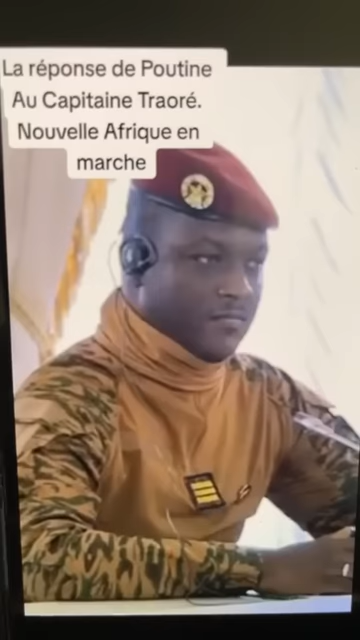 La réponse de Poutine
Au Capitaine Traoré.
Nouvelle Afrique en
marche